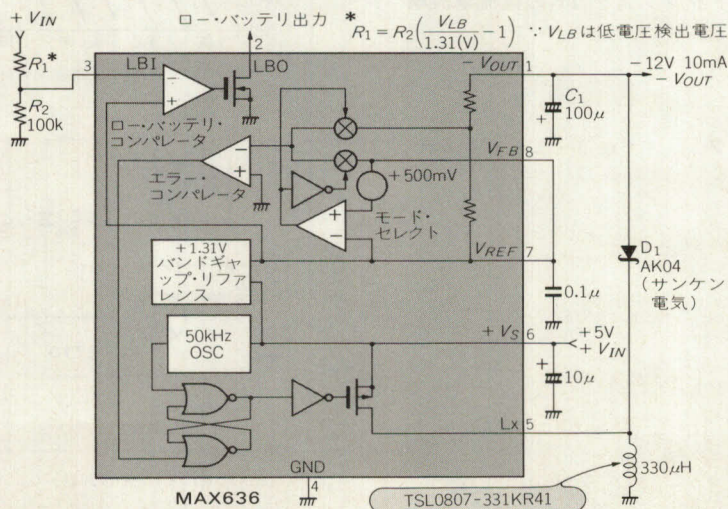 +VIN
R1*
R2
100k
ロー・バッテリ出力
* R1=R2(VLB/1.31(V) −1) ∵ VLBは低電圧検出電圧
2
3
LBI
LBO
−
+
ロー・バッテリ・
コンパレータ
エラー・
コンパレータ
−
+
+500mV
+
−
モード・
セレクト
−VOUT
1
−12V 10mA
−VOUT
C1
100μ
+
VFB
8
VREF
7
D1
AK04
(サンケン
電気)
0.1μ
+1.31V
バンドギャ
ップ・リファ
レンス
50kHz
OSC
+VS
6
+5V
+VIN
+
10μ
Lx
5
330μH
GND
4
MAX636
TSL0807-331KR41